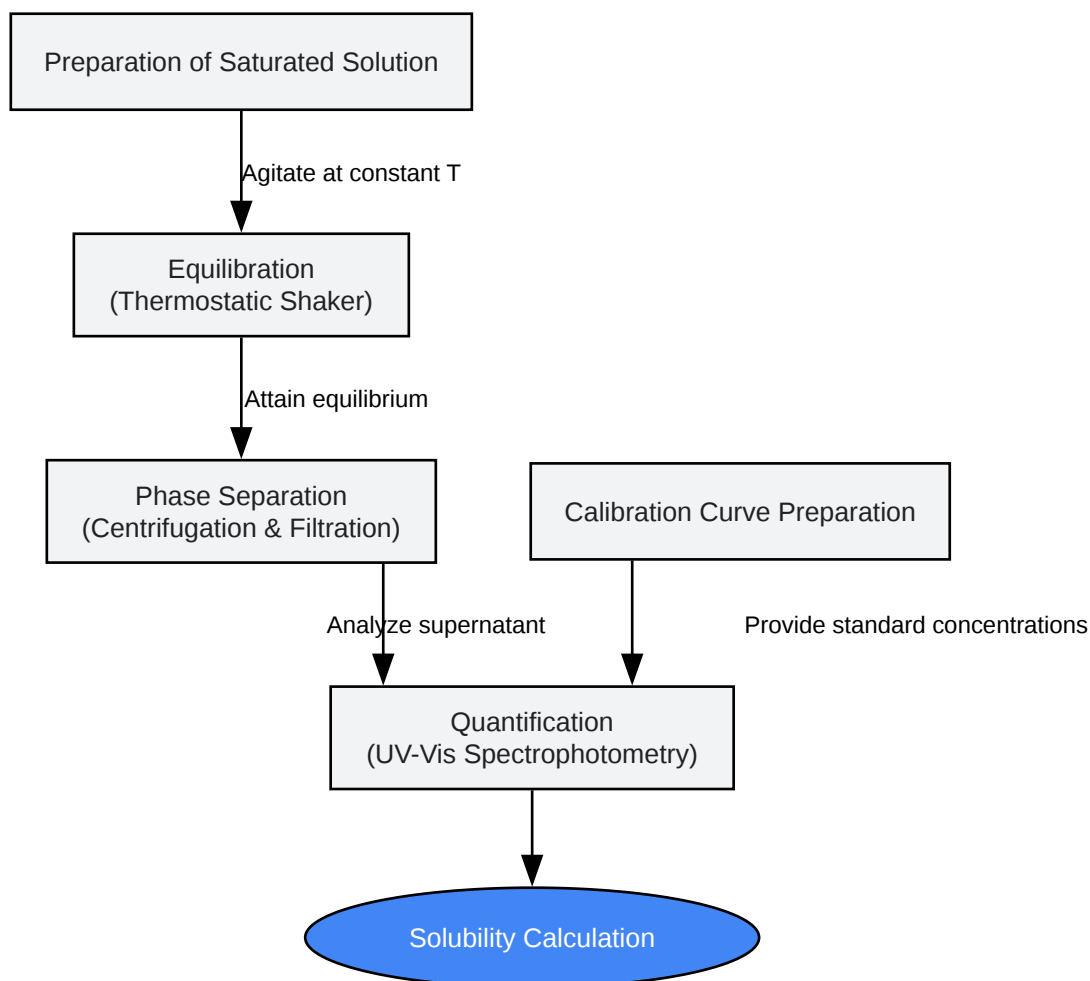 Preparation of Saturated Solution
Agitate at constant T
Equilibration
(Thermostatic Shaker)
Attain equilibrium
Phase Separation
(Centrifugation & Filtration)
Calibration Curve Preparation
Analyze supernatant
Provide standard concentrations
Quantification
(UV-Vis Spectrophotometry)
Solubility Calculation